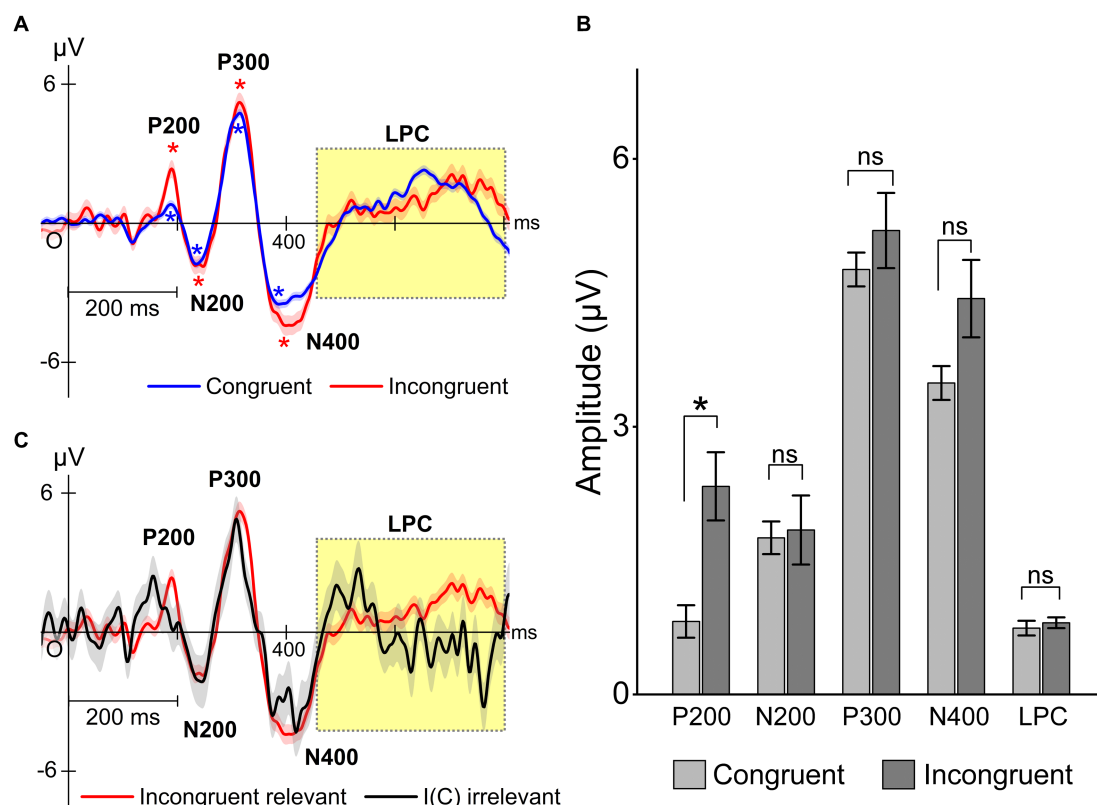 A
µV
6
P300
*
P200
*
*
*
LPC
O
400
ms
*
*
N200
*
*
N400
200 ms
-6
Congruent
Incongruent
B
Amplitude (µV)
6
3
0
*
ns
ns
ns
ns
P200
N200
P300
N400
LPC
Congruent
Incongruent
C
µV
6
P300
P200
LPC
O
400
ms
200 ms
N200
N400
-6
Incongruent relevant
I(C) irrelevant